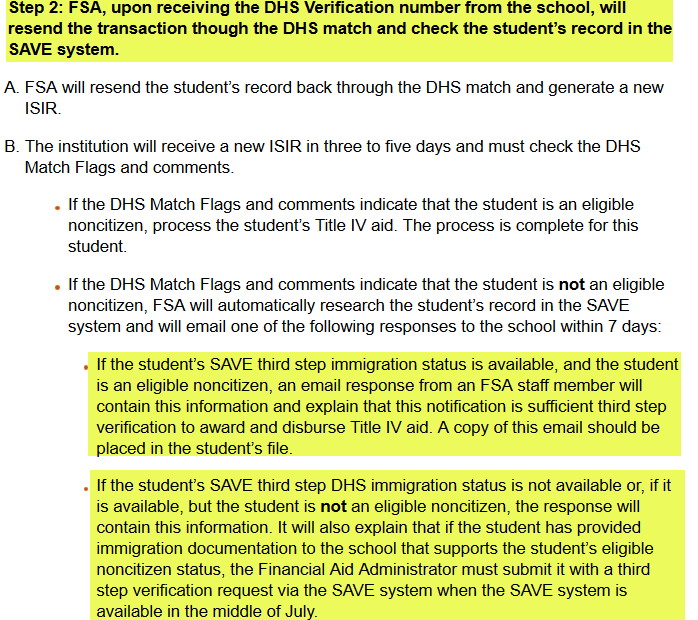 Step 2: FSA, upon receiving the DHS Verification number from the school, will
resend the transaction though the DHS match and check the student's record in the
SAVE system.
A. FSA will resend the student's record back through the DHS match and generate a new
ISIR.
B. The institution will receive a new ISIR in three to five days and must check the DHS
Match Flags and comments.
If the DHS Match Flags and comments indicate that the student is an eligible
noncitizen, process the student's Title IV aid. The process is complete for this
student.
If the DHS Match Flags and comments indicate that the student is not an eligible
noncitizen, FSA will automatically research the student's record in the SAVE
system and will email one of the following responses to the school within 7 days:
If the student's SAVE third step immigration status is available, and the student
is an eligible noncitizen, an email response from an FSA staff member will
contain this information and explain that this notification is sufficient third step
verification to award and disburse Title IV aid. A copy of this email should be
placed in the student's file.
If the student's SAVE third step DHS immigration status is not available or, if it
is available, but the student is not an eligible noncitizen, the response will
contain this information. It will also explain that if the student has provided
immigration documentation to the school that supports the student's eligible
noncitizen status, the Financial Aid Administrator must submit it with a third
step verification request via the SAVE system when the SAVE system is
available in the middle of July.